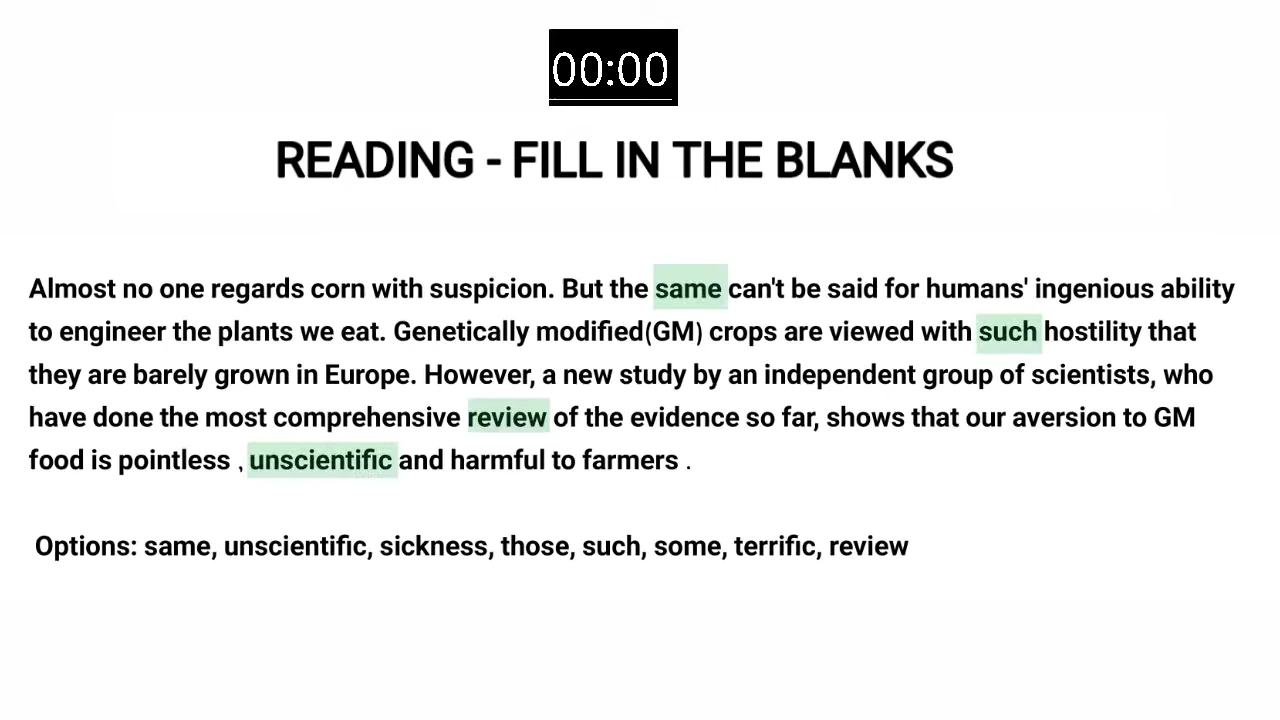 00:00
READING - FILL IN THE BLANKS
Almost no one regards corn with suspicion. But the same can't be said for humans' ingenious ability
to engineer the plants we eat. Genetically modified(GM) crops are viewed with such hostility that
they are barely grown in Europe. However, a new study by an independent group of scientists, who
have done the most comprehensive review of the evidence so far, shows that our aversion to GM
food is pointless , unscientific and harmful to farmers .
Options: same, unscientific, sickness, those, such, some, terrific, review